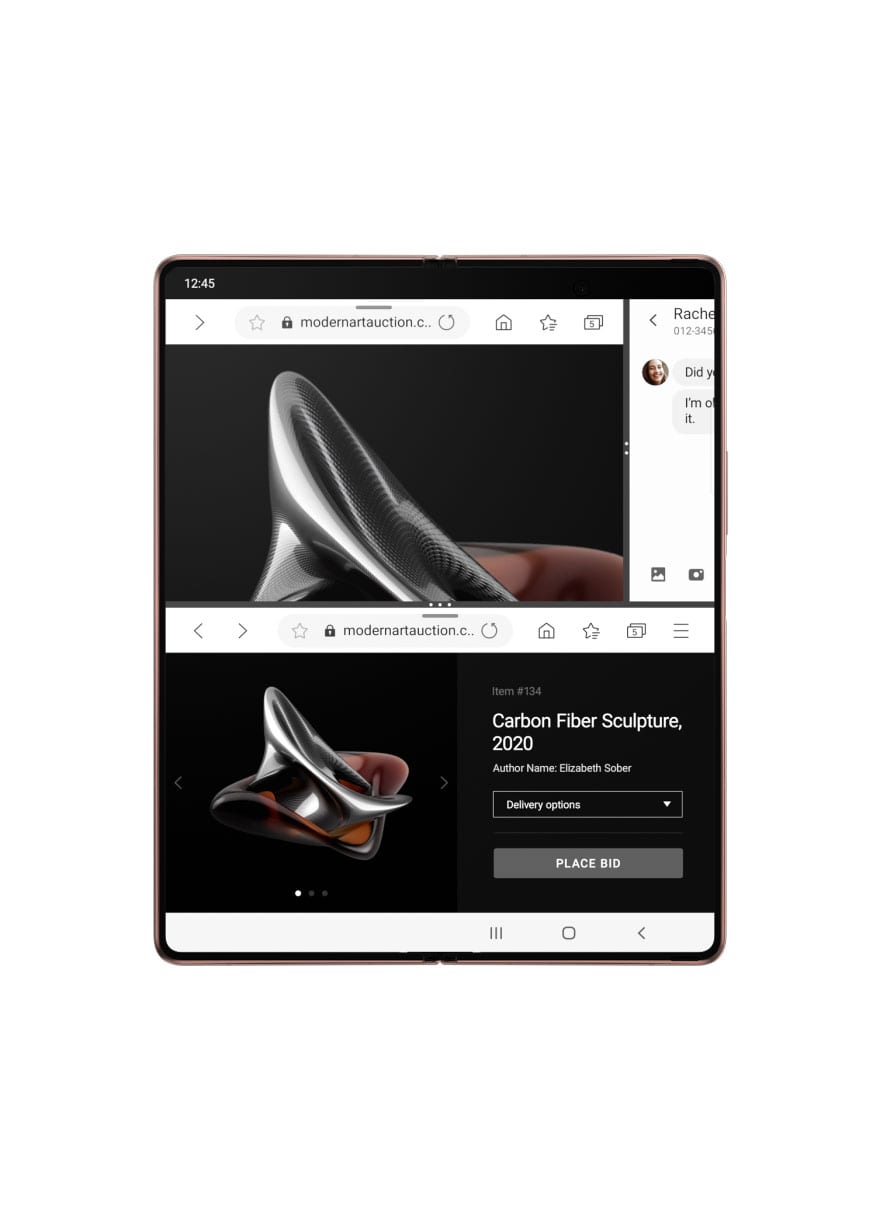 12:45
modernartauction.c..
5
Rache
012-345
Did y
I'm o
it.
modernartauction.c..
5
Item #134
Carbon Fiber Sculpture,
2020
Author Name: Elizabeth Sober
Delivery options
PLACE BID